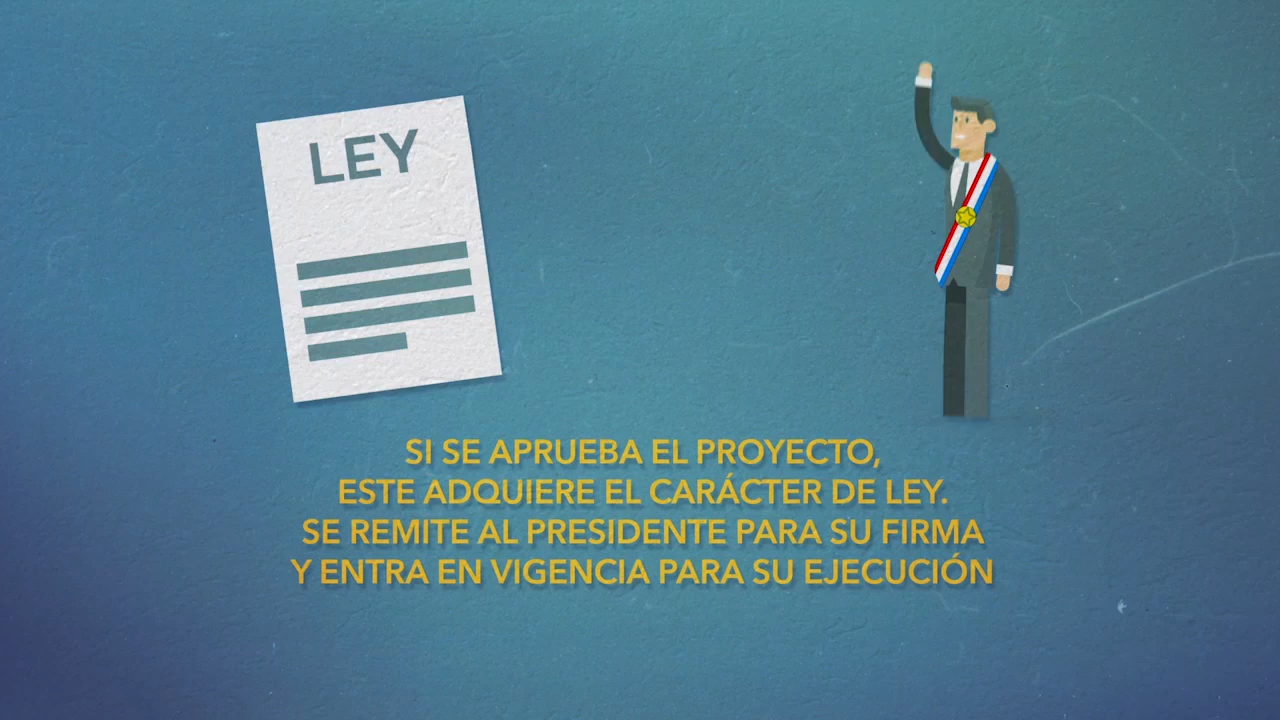 LEY
SI SE APRUEBA EL PROYECTO,
ESTE ADQUIERE EL CARÁCTER DE LEY.
SE REMITE AL PRESIDENTE PARA SU FIRMA
Y ENTRA EN VIGENCIA PARA SU EJECUCIÓN